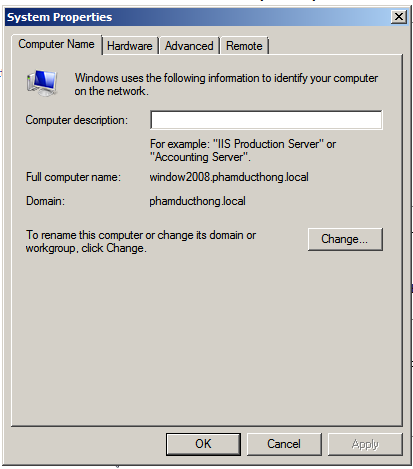 System Properties
Computer Name
Hardware
Advanced
Remote
Windows uses the following information to identify your computer
on the network.
Computer description:
For example: "IIS Production Server" or
"Accounting Server".
Full computer name: window2008.phamducthong.local
Domain: phamducthong.local
To rename this computer or change its domain or
workgroup, click Change.
Change...
OK
Cancel
Apply